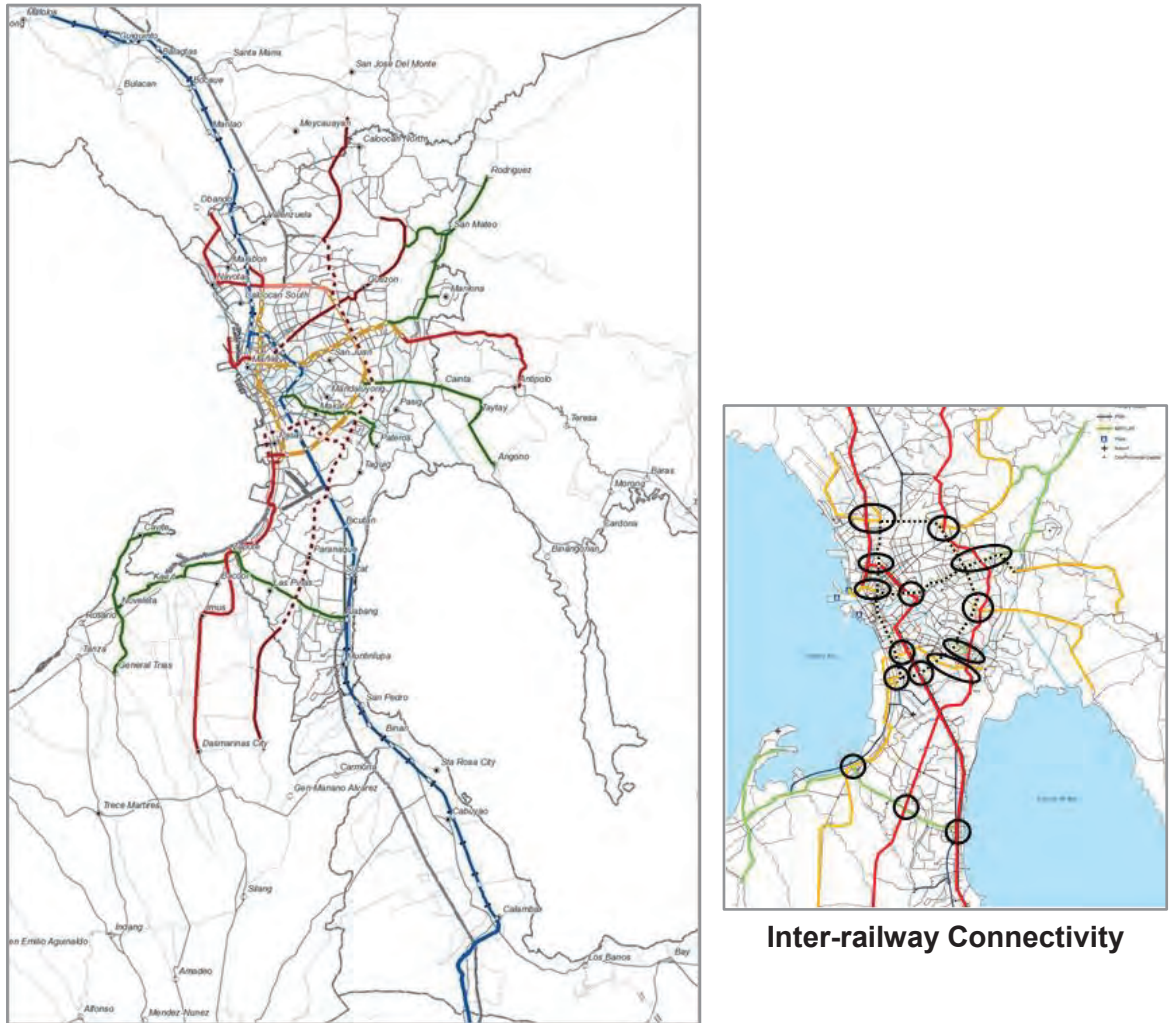 Malolos
Guiguinto
Balagtas
Santa Maria
Bocaue
San Jose Del Monte
Bulacan
Marilao
Meycauayan
Caloocan North
Rodriguez
Obando
Valenzuela
San Mateo
Malabon
Navotas
Quezon
Marikina
Caloocan South
San Juan
Manila
Antipolo
Mandaluyong
Cainta
Makati
Pasig
Taytay
Teresa
Pasay
Pateros
Angono
Taguig
Baras
Morong
Cardona
Bicutan
Cavite
Binangonan
Paranaque
Kawit
Bacoor
Las Piñas
Sucat
Noveleta
Imus
Alabang
Rosario
Tanza
General Trias
Muntinlupa
San Pedro
Binan
Dasmarinas City
Carmona
Sta Rosa City
Gen-Mariano Alvarez
Trece Martires
Cabuyao
Silang
Calamba
Indang
en Emilio Aguinaldo
Los Banos
Bay
Amadeo
Alfonso
Mendez-Nunez
Inter-railway Connectivity